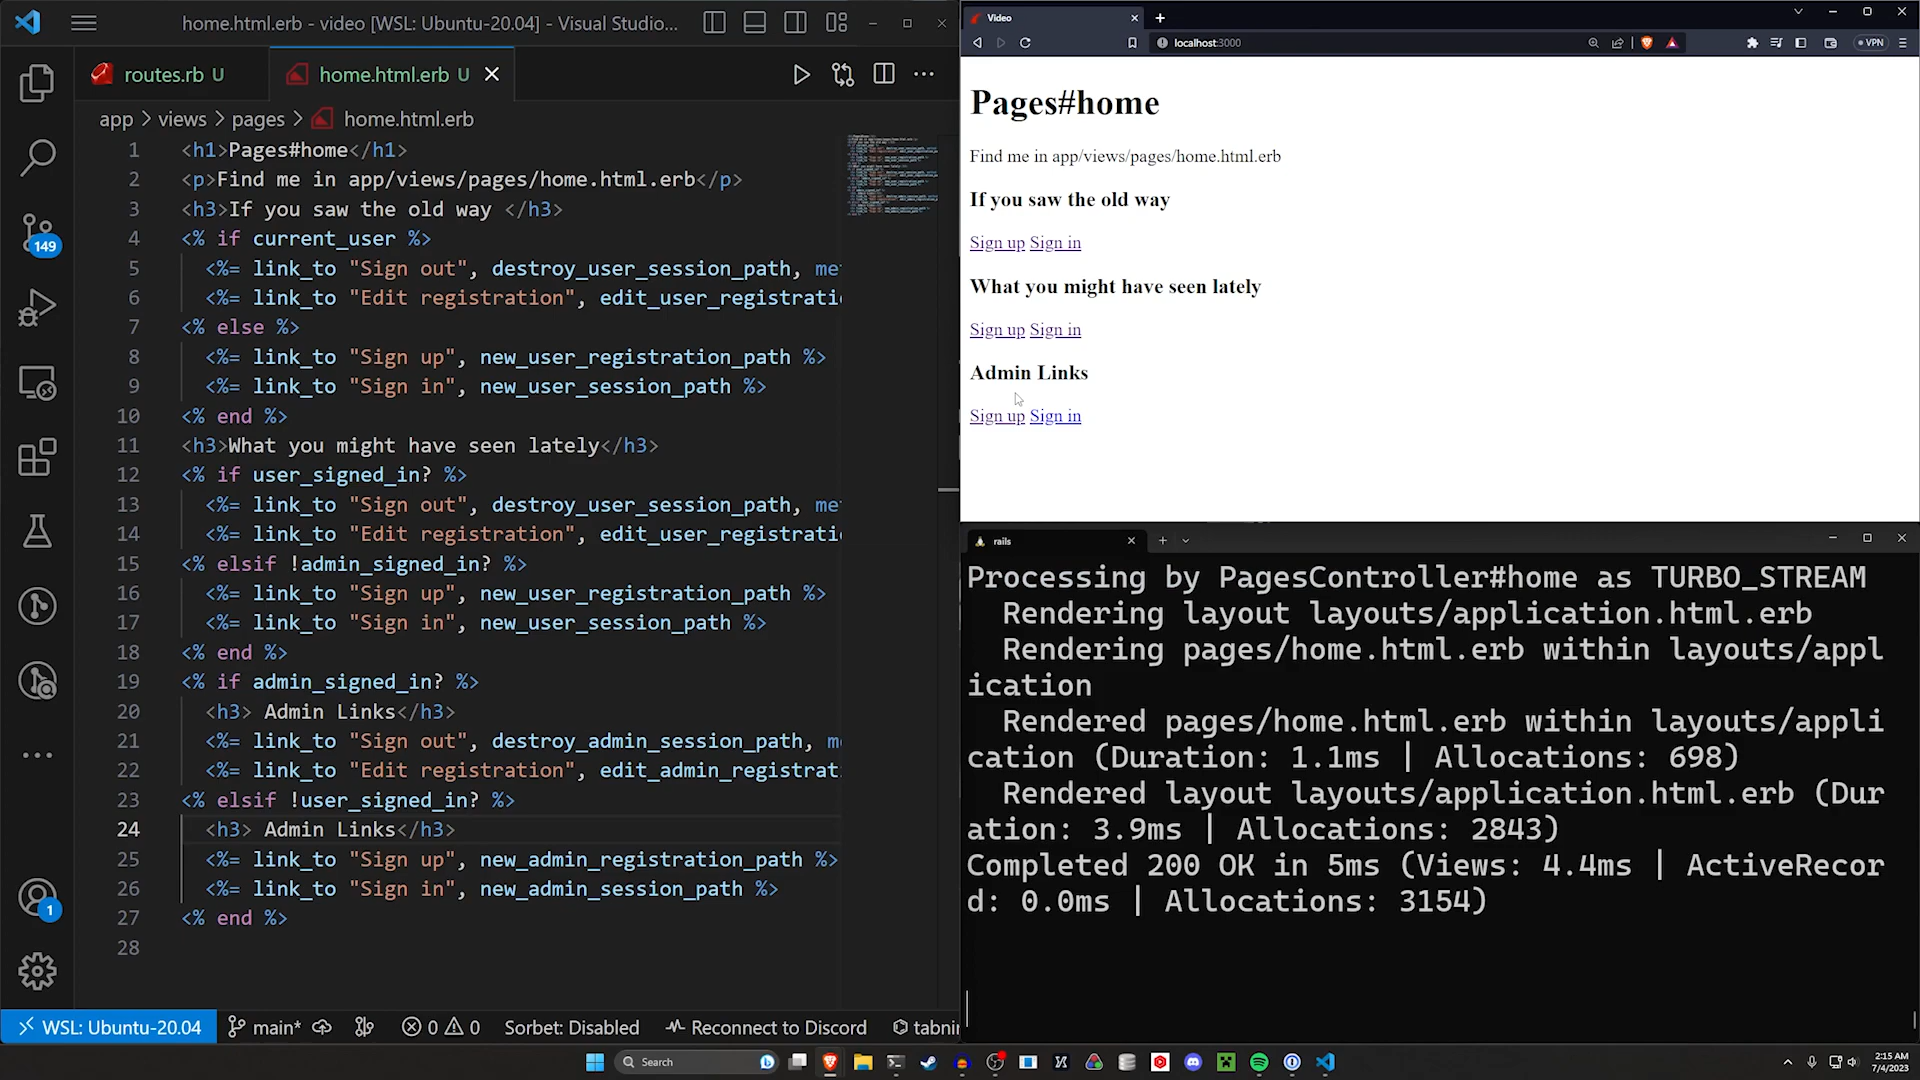 home.html.erb - video [WSL: Ubuntu-20.04] - Visual Studio...
routes.rb U
home.html.erb U
app > views > pages > home.html.erb
1 <h1>Pages#home</h1>
2 <p>Find me in app/views/pages/home.html.erb</p>
3 <h3>If you saw the old way </h3>
4 <% if current_user %>
5 <%= link_to "Sign out", destroy_user_session_path, me
6 <%= link_to "Edit registration", edit_user_registrati
7 <% else %>
8 <%= link_to "Sign up", new_user_registration_path %>
9 <%= link_to "Sign in", new_user_session_path %>
10 <% end %>
11 <h3>What you might have seen lately</h3>
12 <% if user_signed_in? %>
13 <%= link_to "Sign out", destroy_user_session_path, me
14 <%= link_to "Edit registration", edit_user_registrati
15 <% elsif !admin_signed_in? %>
16 <%= link_to "Sign up", new_user_registration_path %>
17 <%= link_to "Sign in", new_user_session_path %>
18 <% end %>
19 <% if admin_signed_in? %>
20 <h3> Admin Links</h3>
21 <%= link_to "Sign out", destroy_admin_session_path, m
22 <%= link_to "Edit registration", edit_admin_registrat
23 <% elsif !user_signed_in? %>
24 <h3> Admin Links</h3>
25 <%= link_to "Sign up", new_admin_registration_path %>
26 <%= link_to "Sign in", new_admin_session_path %>
27 <% end %>
28
149
1
WSL: Ubuntu-20.04 main* 0 0 Sorbet: Disabled Reconnect to Discord tabnin
Video
localhost:3000
VPN
Pages#home
Find me in app/views/pages/home.html.erb
If you saw the old way
Sign up Sign in
What you might have seen lately
Sign up Sign in
Admin Links
Sign up Sign in
rails
Processing by PagesController#home as TURBO_STREAM
Rendering layout layouts/application.html.erb
Rendering pages/home.html.erb within layouts/appl
ication
Rendered pages/home.html.erb within layouts/appli
cation (Duration: 1.1ms | Allocations: 698)
Rendered layout layouts/application.html.erb (Dur
ation: 3.9ms | Allocations: 2843)
Completed 200 OK in 5ms (Views: 4.4ms | ActiveRecor
d: 0.0ms | Allocations: 3154)
Search
2:15 AM
7/4/2023